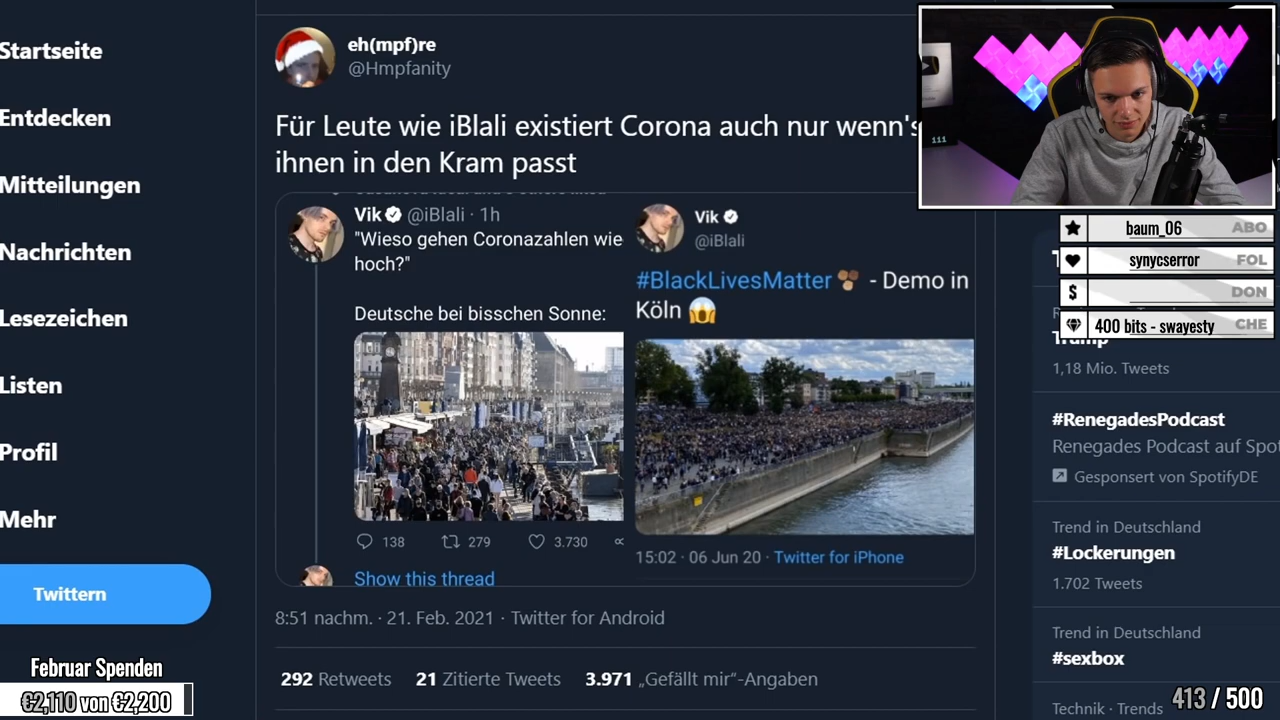 Startseite
Entdecken
Mitteilungen
Nachrichten
Lesezeichen
Listen
Profil
Mehr
Twittern
Februar Spenden
€2,110 von €2,200
eh(mpf)re
@Hmpfanity
Für Leute wie iBlali existiert Corona auch nur wenn's
ihnen in den Kram passt
Vik @iBlali · 1h
"Wieso gehen Coronazahlen wie
hoch?"
Deutsche bei bisschen Sonne:
138 279 3.730
Show this thread
Vik
@iBlali
#BlackLivesMatter - Demo in
Köln
15:02 · 06 Jun 20 · Twitter for iPhone
8:51 nachm. · 21. Feb. 2021 · Twitter for Android
292 Retweets 21 Zitierte Tweets 3.971 „Gefällt mir“-Angaben
baum_06 ABO
synycserror FOL
$ DON
400 bits - swayesty CHE
Trump
1,18 Mio. Tweets
#RenegadesPodcast
Renegades Podcast auf Spot
Gesponsert von SpotifyDE
Trend in Deutschland
#Lockerungen
1.702 Tweets
Trend in Deutschland
#sexbox
Technik · Trends
413 / 500